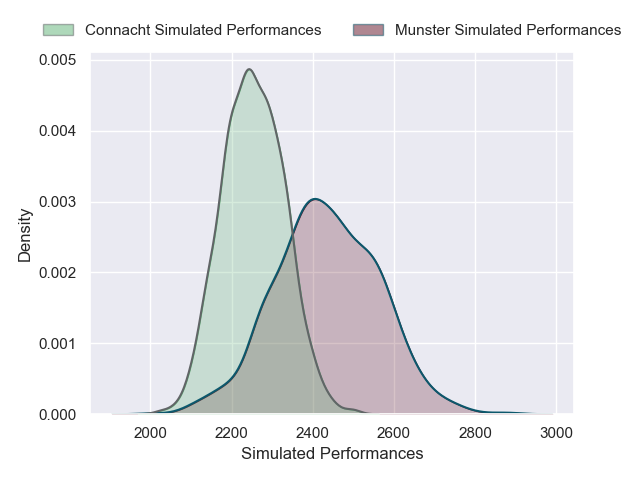 Connacht Simulated Performances
Munster Simulated Performances
0.005
0.004
0.003
0.002
0.001
0.000
Density
2000 2200 2400 2600 2800 3000
Simulated Performances